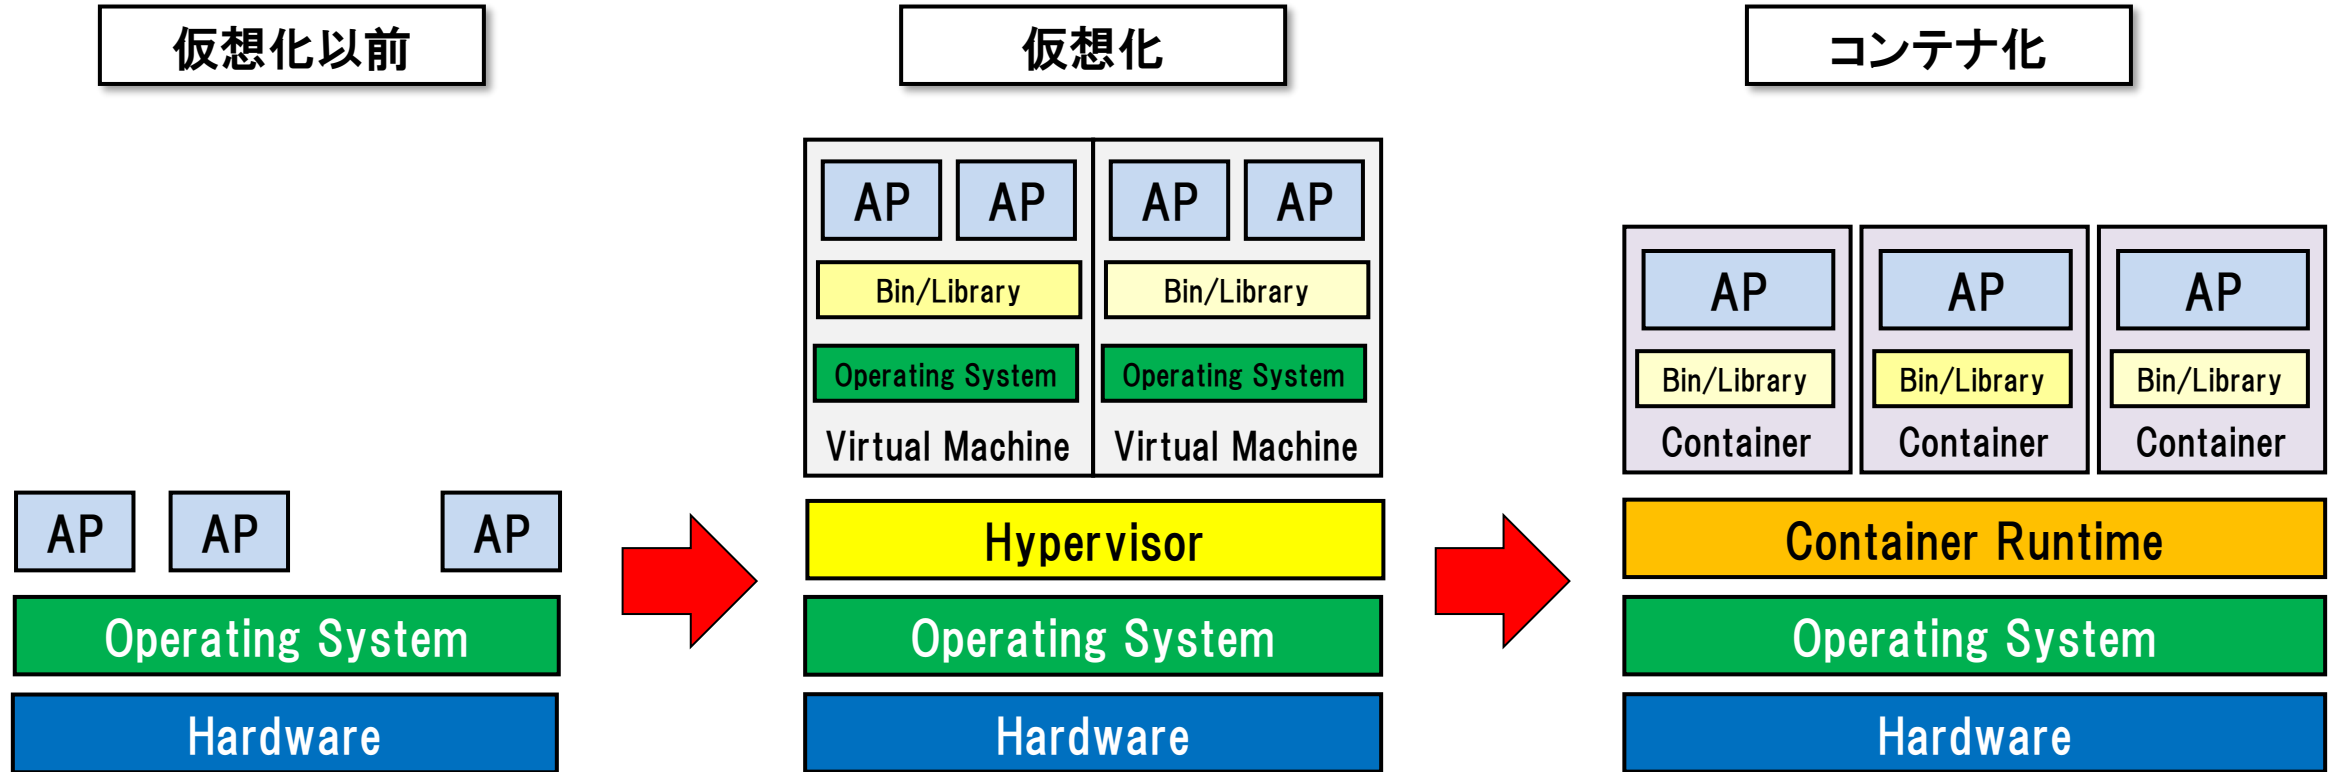 仮想化以前
AP
AP
AP
Operating System
Hardware
仮想化
AP
AP
AP
AP
Bin/Library
Bin/Library
Operating System
Operating System
Virtual Machine
Virtual Machine
Hypervisor
Operating System
Hardware
コンテナ化
AP
AP
AP
Bin/Library
Bin/Library
Bin/Library
Container
Container
Container
Container Runtime
Operating System
Hardware